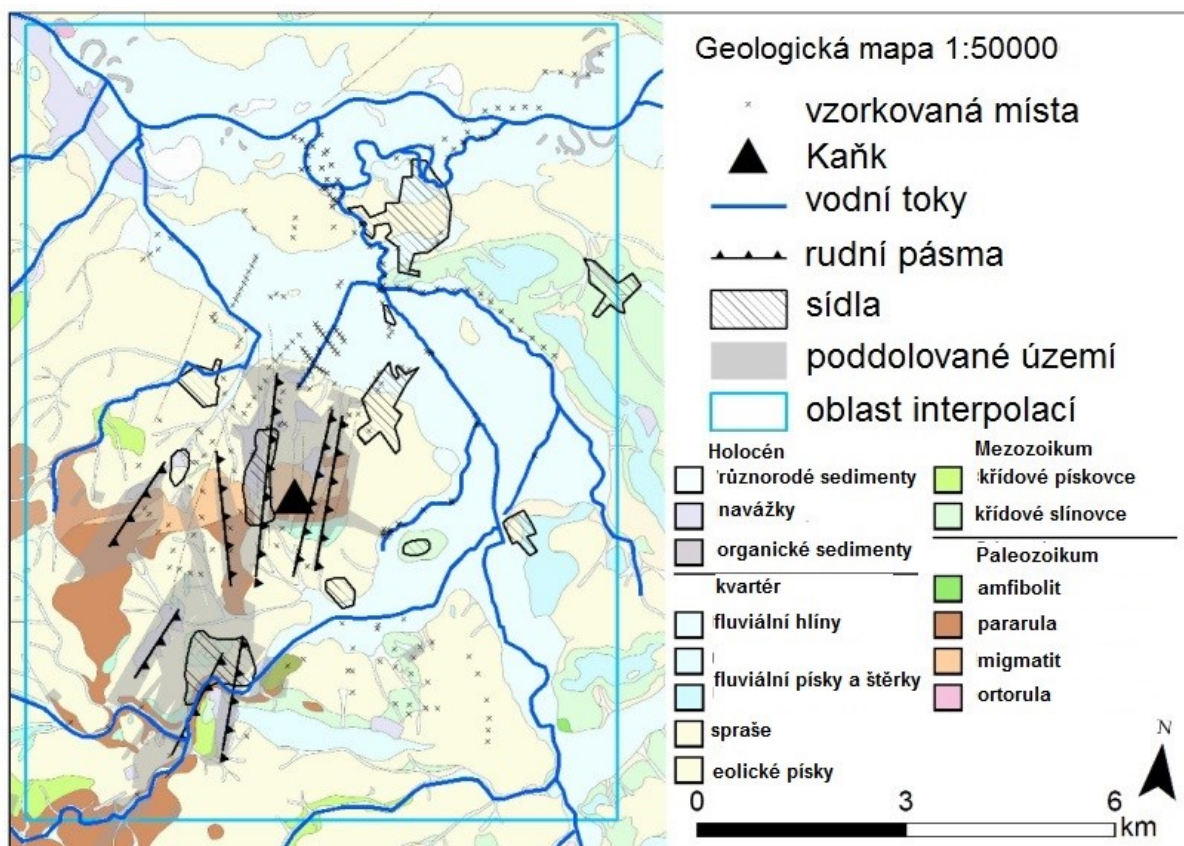 Geologická mapa 1:50000
vzorkovaná místa
Kaňk
vodní toky
rudní pásma
sídla
poddolované území
oblast interpolací
Holocén
různorodé sedimenty
navážky
organické sedimenty
kvartér
fluviální hlíny
fluviální písky a štěrky
spraše
eolické písky
Mezozoikum
křídové pískovce
křídové slínovce
Paleozoikum
amfibolit
pararula
migmatit
ortorula
N
0 3 6
km